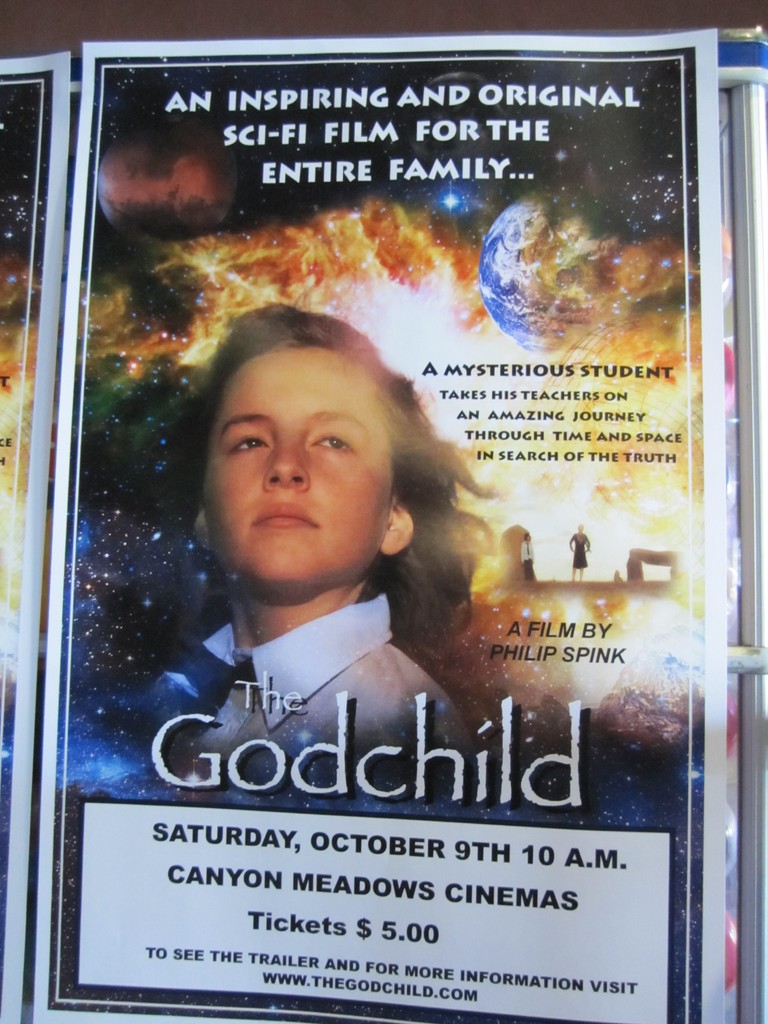 AN INSPIRING AND ORIGINAL
SCI-FI FILM FOR THE
ENTIRE FAMILY...
A MYSTERIOUS STUDENT
TAKES HIS TEACHERS ON
AN AMAZING JOURNEY
THROUGH TIME AND SPACE
IN SEARCH OF THE TRUTH
A FILM BY
PHILIP SPINK
The
Godchild
SATURDAY, OCTOBER 9TH 10 A.M.
CANYON MEADOWS CINEMAS
Tickets $ 5.00
TO SEE THE TRAILER AND FOR MORE INFORMATION VISIT
WWW.THEGODCHILD.COM